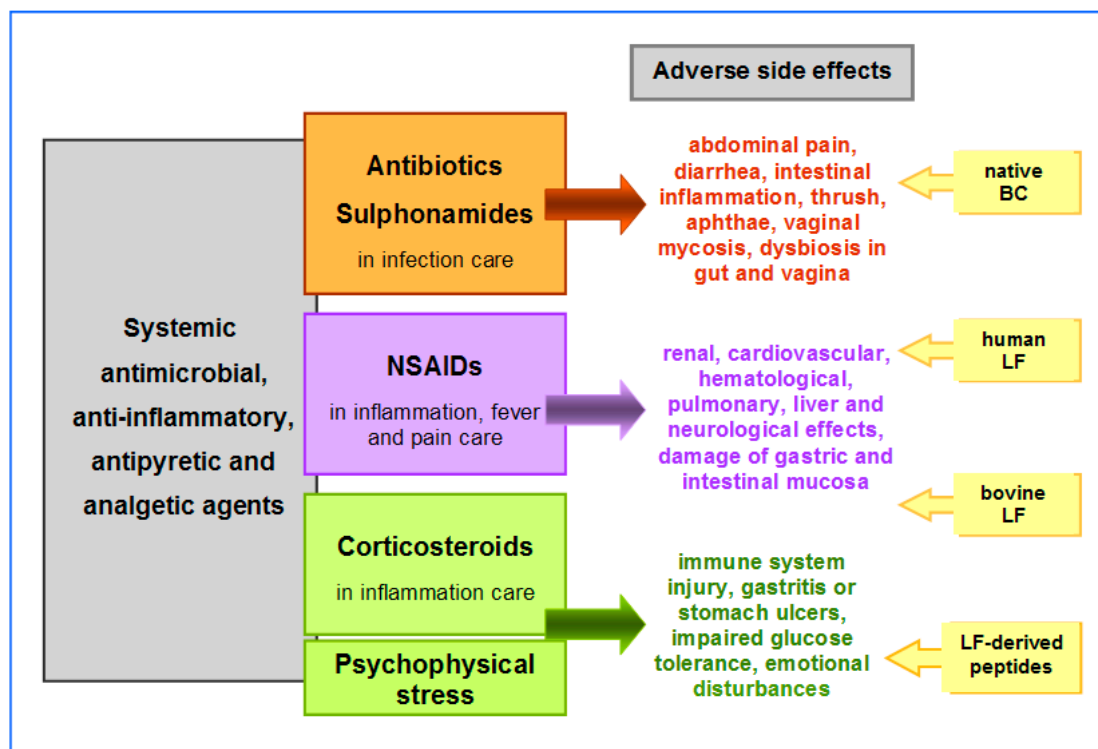 Adverse side effects
Systemic
antimicrobial,
anti-inflammatory,
antipyretic and
analgetic agents
Antibiotics
Sulphonamides
in infection care
abdominal pain,
diarrhea, intestinal
inflammation, thrush,
aphthae, vaginal
mycosis, dysbiosis in
gut and vagina
native
BC
NSAIDs
in inflammation, fever
and pain care
renal, cardiovascular,
hematological,
pulmonary, liver and
neurological effects,
damage of gastric and
intestinal mucosa
human
LF
bovine
LF
Corticosteroids
in inflammation care
Psychophysical
stress
immune system
injury, gastritis or
stomach ulcers,
impaired glucose
tolerance, emotional
disturbances
LF-derived
peptides